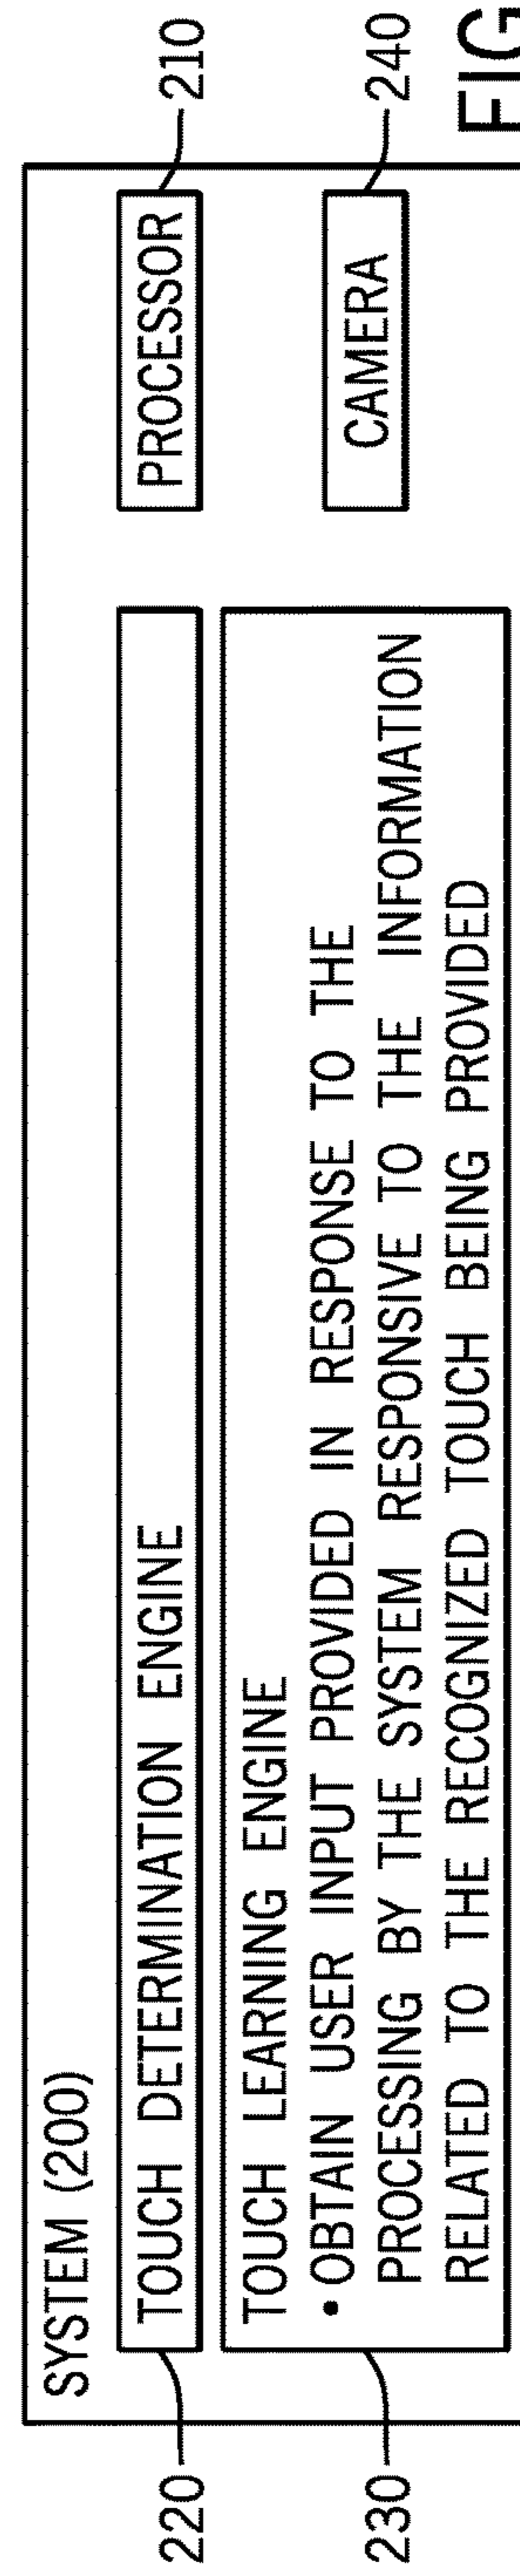 SYSTEM (200)
220
TOUCH DETERMINATION ENGINE
PROCESSOR
210
230
TOUCH LEARNING ENGINE
• OBTAIN USER INPUT PROVIDED IN RESPONSE TO THE
PROCESSING BY THE SYSTEM RESPONSIVE TO THE INFORMATION
RELATED TO THE RECOGNIZED TOUCH BEING PROVIDED
CAMERA
240
FIG